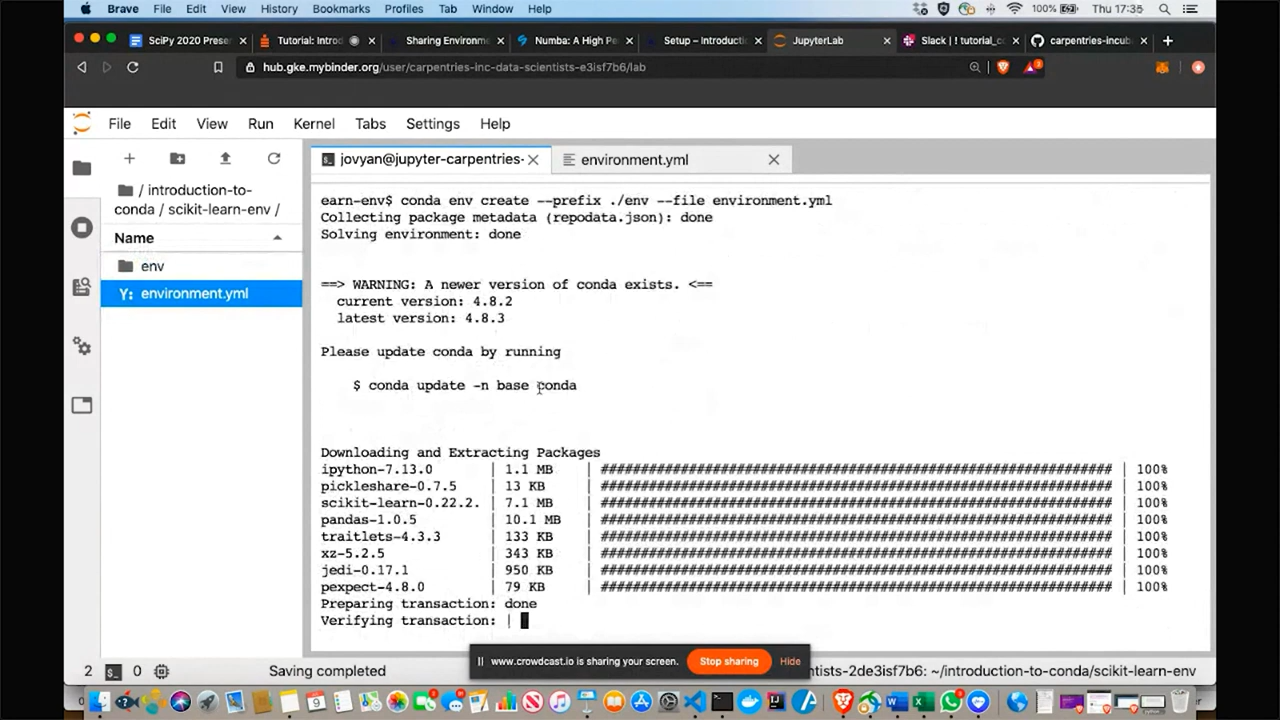 Brave File Edit View History Bookmarks Profiles Tab Window Help 100% Thu 17:35
SciPy 2020 Prese Tutorial: Introd Sharing Environme Numba: A High Pe Setup – Introductio JupyterLab Slack | ! tutorial_c carpentries-incub
hub.gke.mybinder.org/user/carpentries-inc-data-scientists-e3isf7b6/lab
File Edit View Run Kernel Tabs Settings Help
jovyan@jupyter-carpentries- environment.yml
/ introduction-to-
conda / scikit-learn-env /
Name
env
environment.yml
earn-env$ conda env create --prefix ./env --file environment.yml
Collecting package metadata (repodata.json): done
Solving environment: done
==> WARNING: A newer version of conda exists. <==
current version: 4.8.2
latest version: 4.8.3
Please update conda by running
$ conda update -n base conda
Downloading and Extracting Packages
ipython-7.13.0 | 1.1 MB | ################################################################ | 100%
pickleshare-0.7.5 | 13 KB | ################################################################ | 100%
scikit-learn-0.22.2. | 7.1 MB | ################################################################ | 100%
pandas-1.0.5 | 10.1 MB | ################################################################ | 100%
traitlets-4.3.3 | 133 KB | ################################################################ | 100%
xz-5.2.5 | 343 KB | ################################################################ | 100%
jedi-0.17.1 | 950 KB | ################################################################ | 100%
pexpect-4.8.0 | 79 KB | ################################################################ | 100%
Preparing transaction: done
Verifying transaction: |
www.crowdcast.io is sharing your screen. Stop sharing Hide
2 0 Saving completed entists-2de3isf7b6: ~/introduction-to-conda/scikit-learn-env